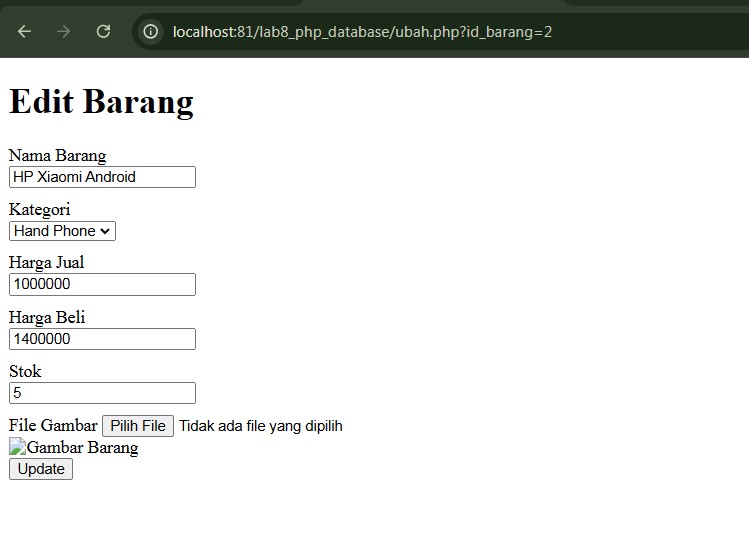 localhost:81/lab8_php_database/ubah.php?id_barang=2
Edit Barang
Nama Barang
HP Xiaomi Android
Kategori
Hand Phone
Harga Jual
1000000
Harga Beli
1400000
Stok
5
File Gambar Pilih File Tidak ada file yang dipilih
Gambar Barang
Update